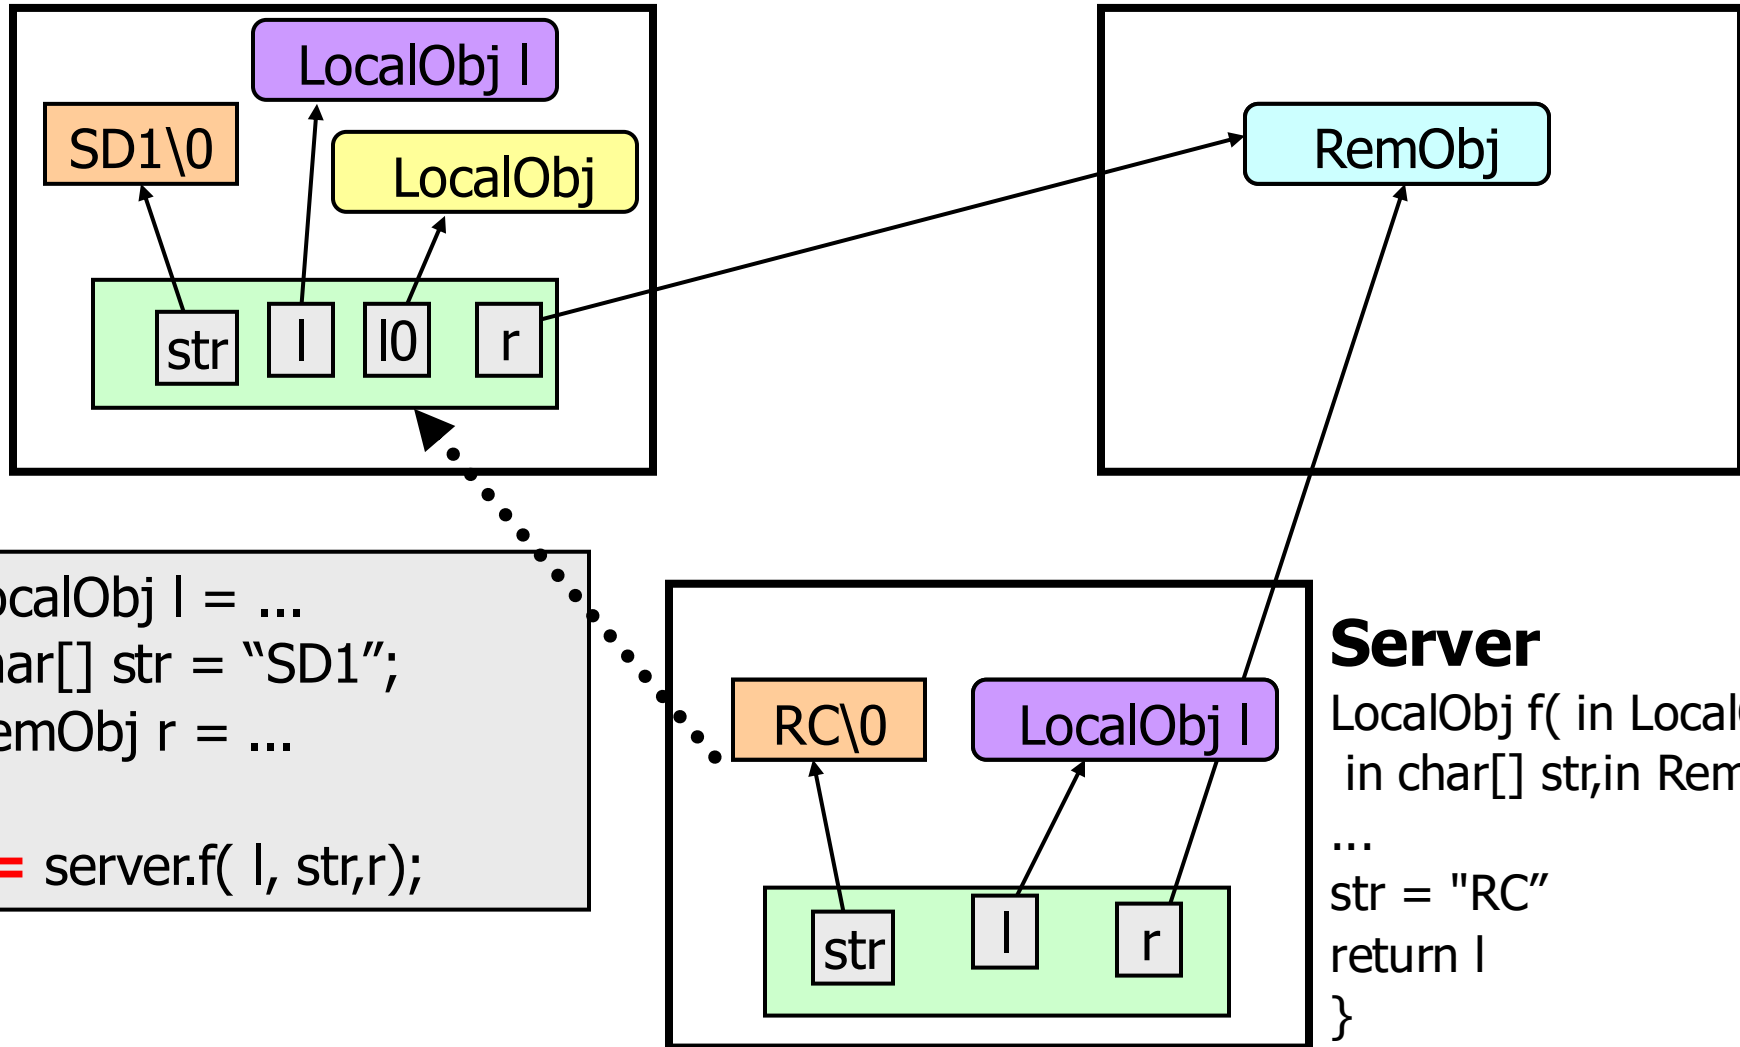 LocalObj l
SD1\0
LocalObj
RemObj
str
l
l0
r
ocalObj l = ...
ar[] str = “SD1”;
emObj r = ...
= server.f( l, str,r);
RC\0
LocalObj l
str
l
r
Server
LocalObj f( in Local
in char[] str,in Rem
...
str = "RC”
return l
}